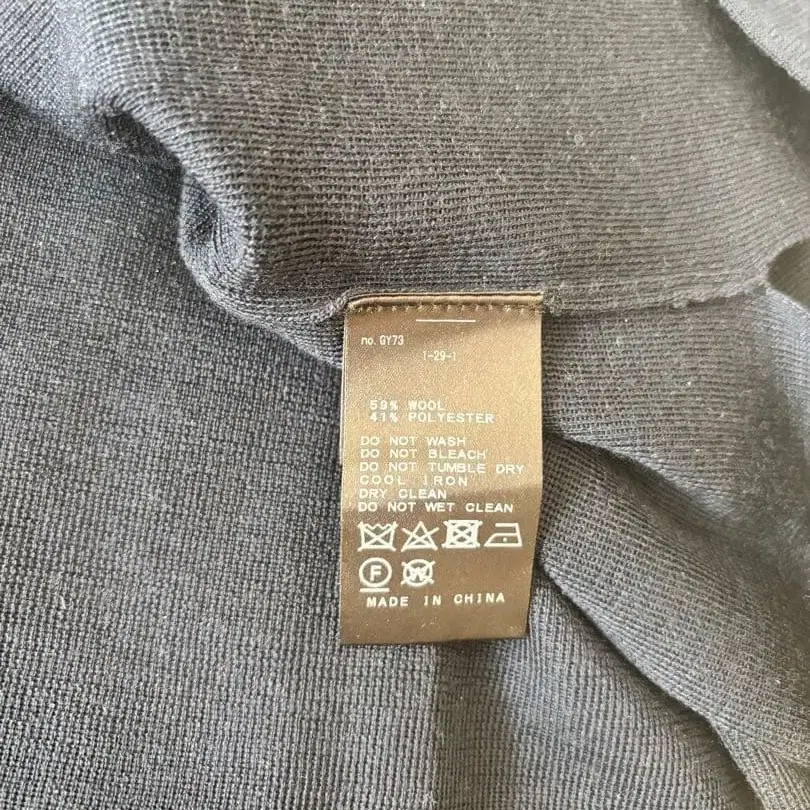 no. GY73
1-29-1
59% WOOL
41% POLYESTER
DO NOT WASH
DO NOT BLEACH
DO NOT TUMBLE DRY
COOL IRON
DRY CLEAN
DO NOT WET CLEAN
F W
MADE IN CHINA